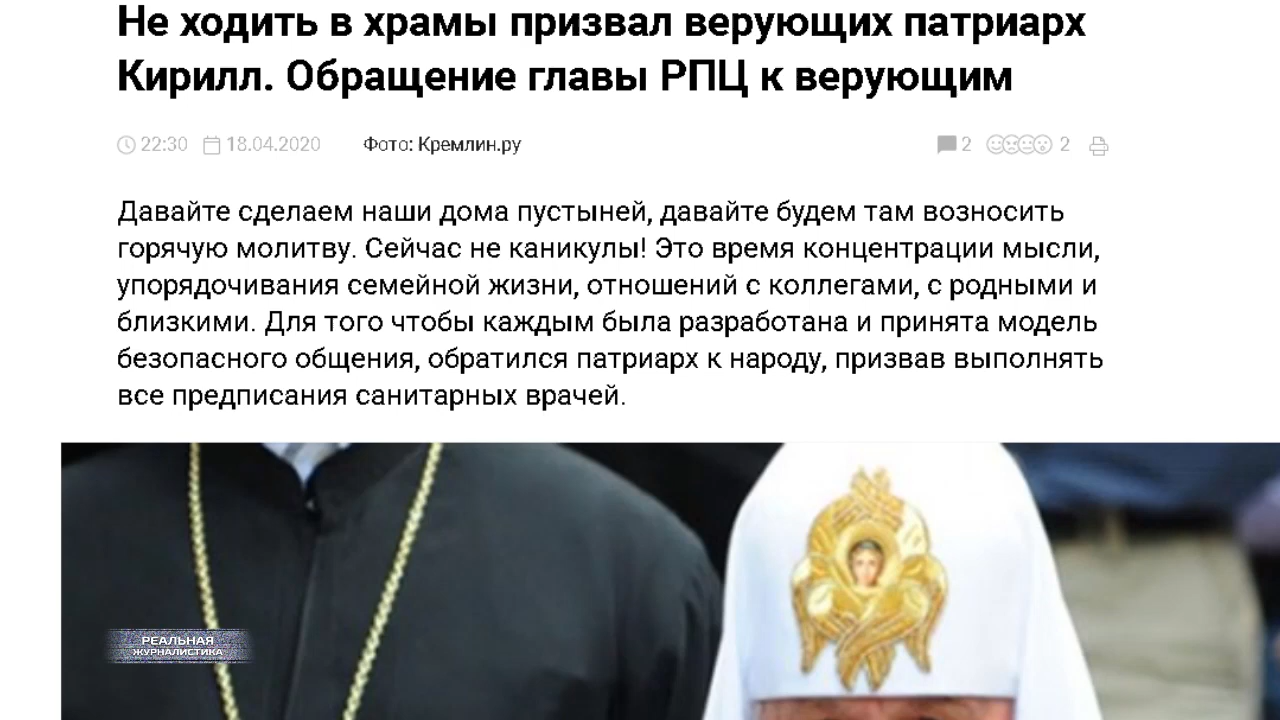 Не ходить в храмы призвал верующих патриарх
Кирилл. Обращение главы РПЦ к верующим
22:30 18.04.2020 Фото: Кремлин.ру 2 2
Давайте сделаем наши дома пустыней, давайте будем там возносить
горячую молитву. Сейчас не каникулы! Это время концентрации мысли,
упорядочивания семейной жизни, отношений с коллегами, с родными и
близкими. Для того чтобы каждым была разработана и принята модель
безопасного общения, обратился патриарх к народу, призвав выполнять
все предписания санитарных врачей.
РЕАЛЬНАЯ
ЖУРНАЛИСТИКА